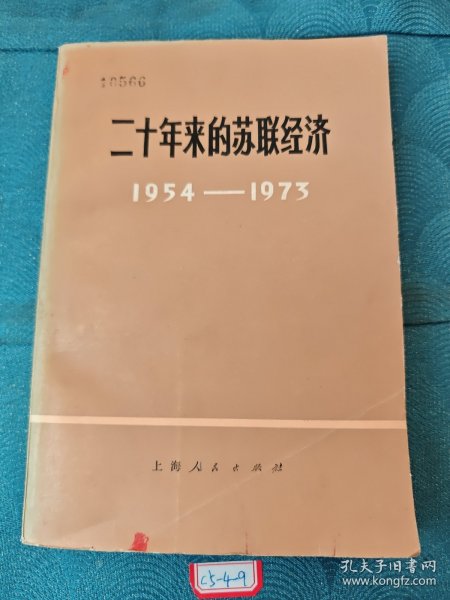 10566
二十年来的苏联经济
1954——1973
上海人民出版社
C5-4-9
孔夫子旧书网
www.kongfz.com